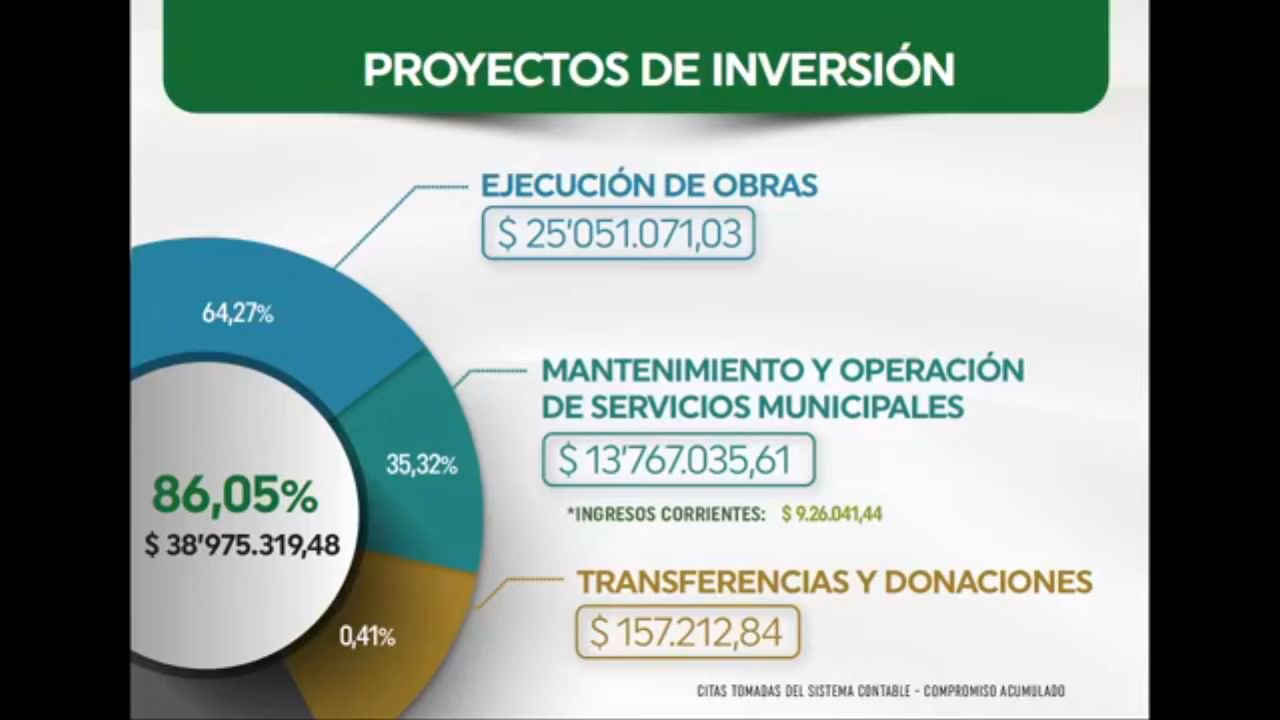 PROYECTOS DE INVERSIÓN
EJECUCIÓN DE OBRAS
$ 25'051.071,03
64,27%
MANTENIMIENTO Y OPERACIÓN
DE SERVICIOS MUNICIPALES
$ 13'767.035,61
35,32%
*INGRESOS CORRIENTES: $ 9.26.041,44
86,05%
$ 38'975.319,48
TRANSFERENCIAS Y DONACIONES
$ 157.212,84
0,41%
CITAS TOMADAS DEL SISTEMA CONTABLE - COMPROMISO ACUMULADO